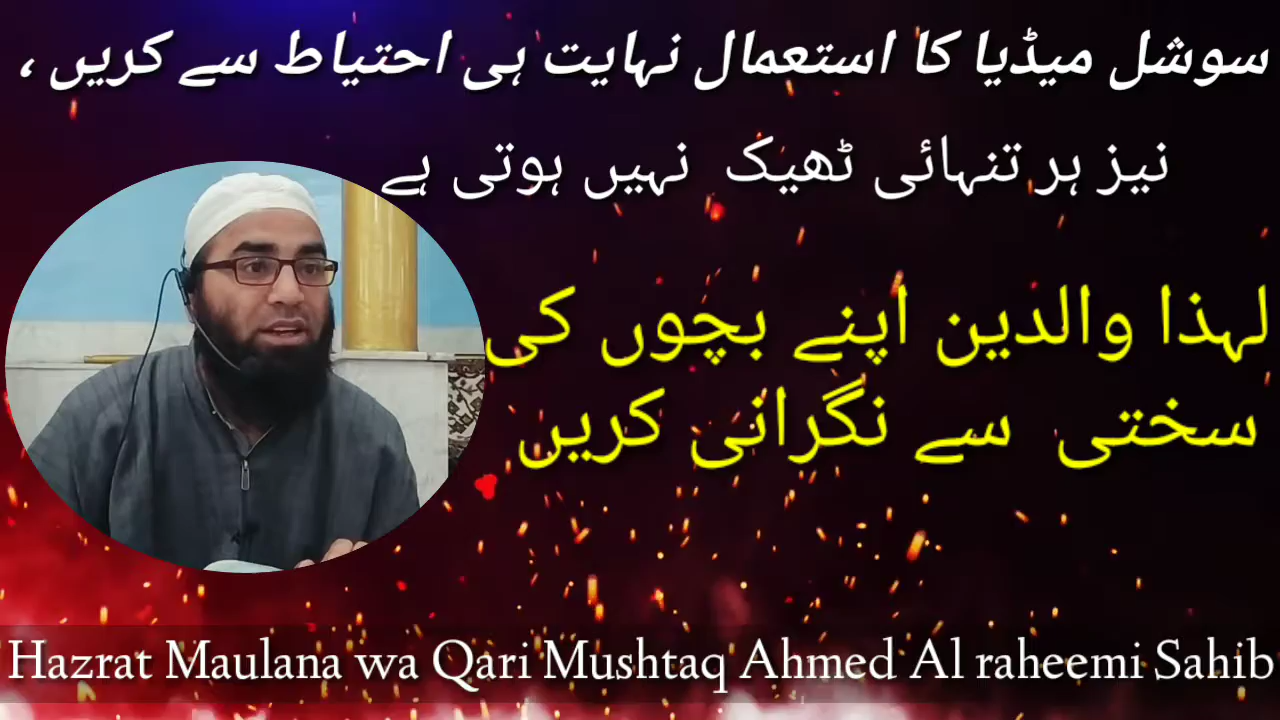 سوشل میڈیا کا استعمال نہایت ہی احتیاط سے کریں ،
نیز ہر تنہائی ٹھیک نہیں ہوتی ہے
لہذا والدین اپنے بچوں کی
سختی سے نگرانی کریں
Hazrat Maulana wa Qari Mushtaq Ahmed Al raheemi Sahib